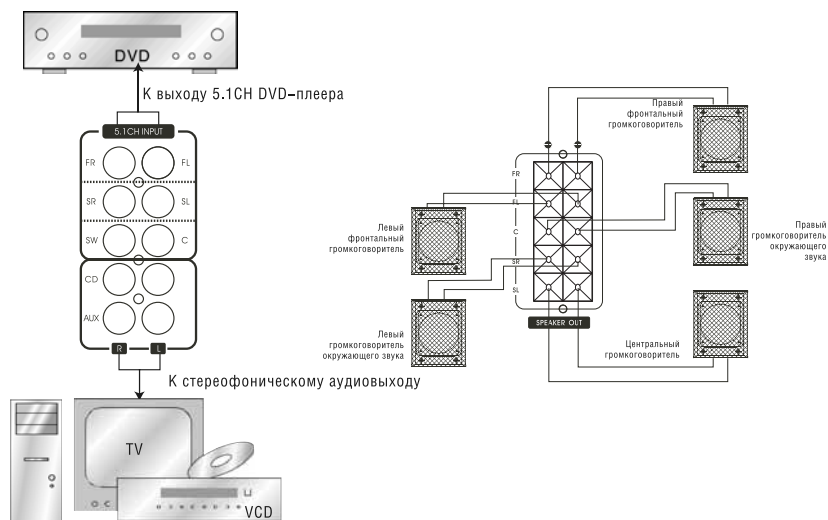 DVD
К выходу 5.1CH DVD-плеера
5.1CH INPUT
FR FL
SR SL
SW C
CD
AUX
R L
К стереофоническому аудиовыходу
TV
VCD
Правый
фронтальный
громкоговоритель
FR
FL
C
SR
SL
SPEAKER OUT
Левый
фронтальный
громкоговоритель
Правый
громкоговоритель
окружающего
звука
Левый
громкоговоритель
окружающего звука
Центральный
громкоговоритель